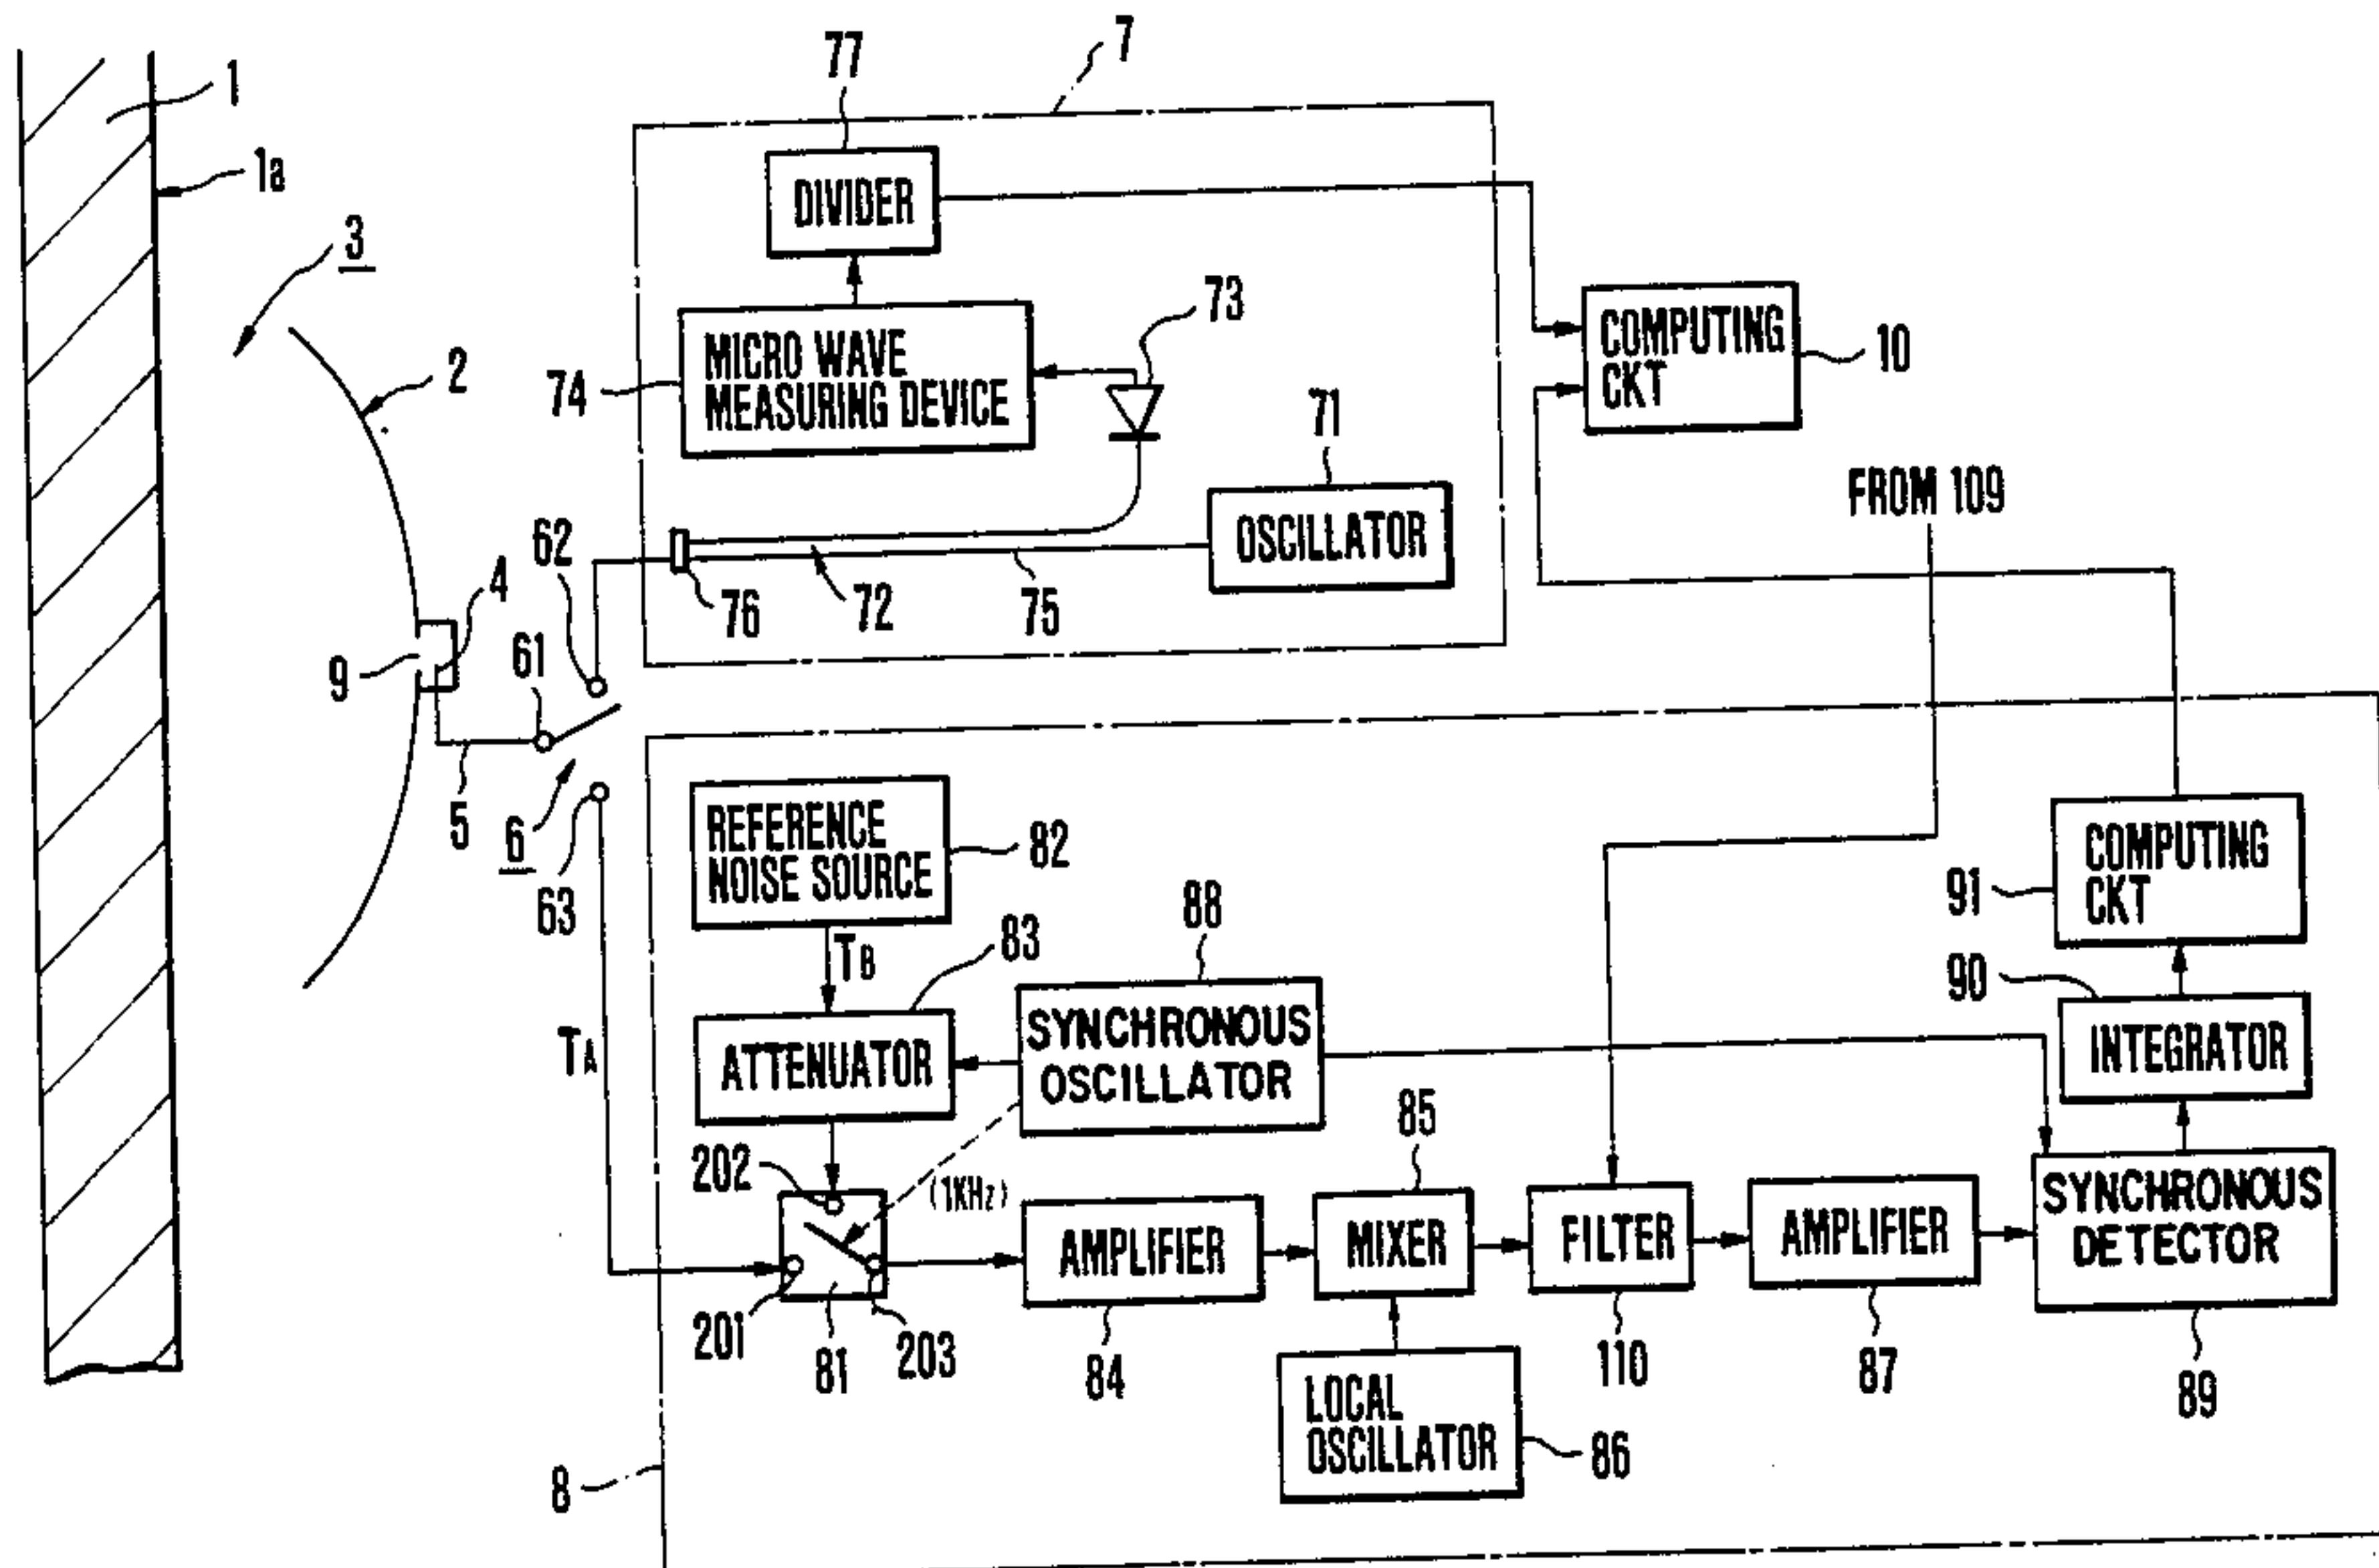 7
77
1
1a
3
DIVIDER
73
2
MICRO WAVE
MEASURING DEVICE
74
COMPUTING
CKT
10
71
FROM 109
OSCILLATOR
62
4
76
72
75
61
9
5
6
63
REFERENCE
NOISE SOURCE
82
COMPUTING
CKT
91
88
TB
83
90
TA
SYNCHRONOUS
OSCILLATOR
ATTENUATOR
INTEGRATOR
85
202
(1KHz)
AMPLIFIER
MIXER
FILTER
AMPLIFIER
SYNCHRONOUS
DETECTOR
201
81
203
84
110
87
89
LOCAL
OSCILLATOR
86
8